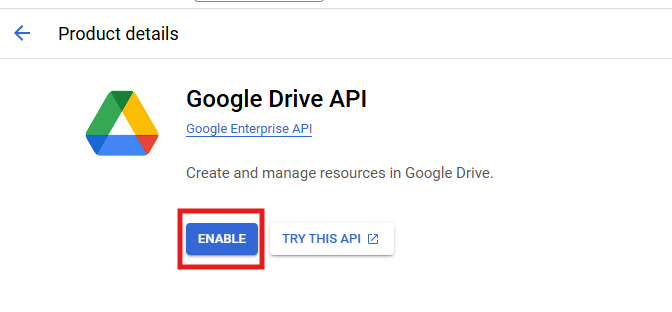 Product details
Google Drive API
Google Enterprise API
Create and manage resources in Google Drive.
ENABLE
TRY THIS API